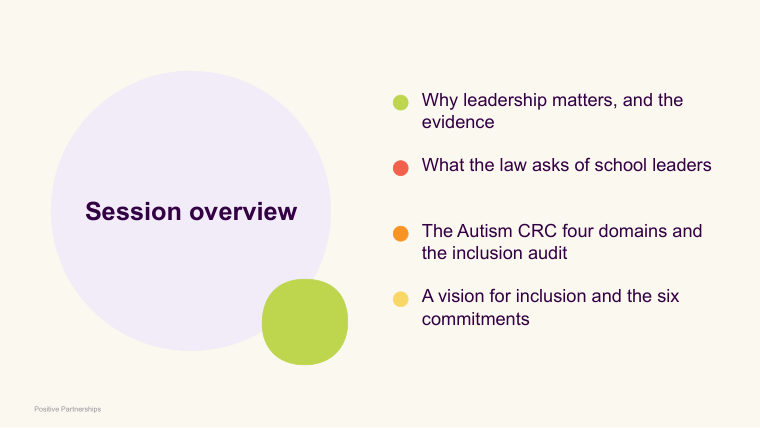 Session overview
Why leadership matters, and the
evidence
What the law asks of school leaders
The Autism CRC four domains and
the inclusion audit
A vision for inclusion and the six
commitments
Positive Partnerships